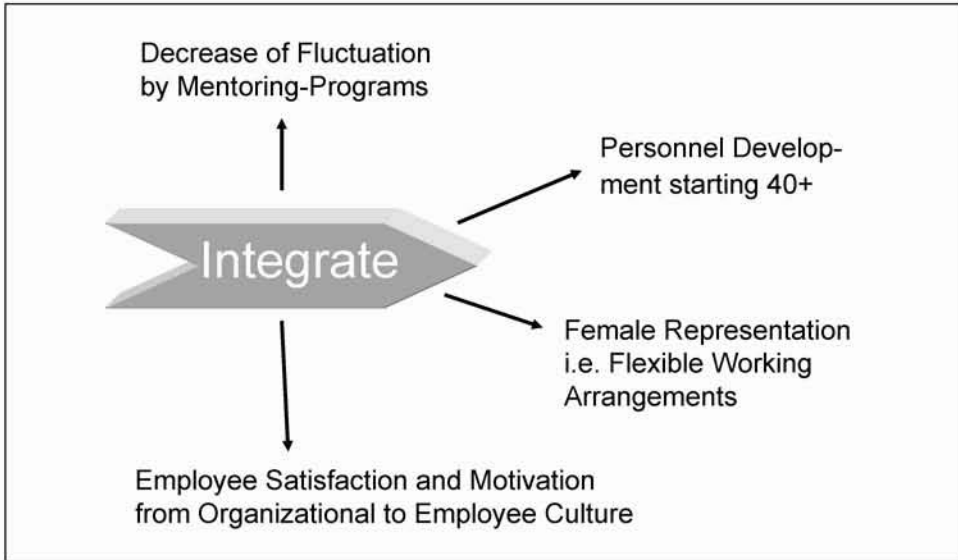 Decrease of Fluctuation
by Mentoring-Programs
Personnel Develop-
ment starting 40+
Integrate
Female Representation
i.e. Flexible Working
Arrangements
Employee Satisfaction and Motivation
from Organizational to Employee Culture